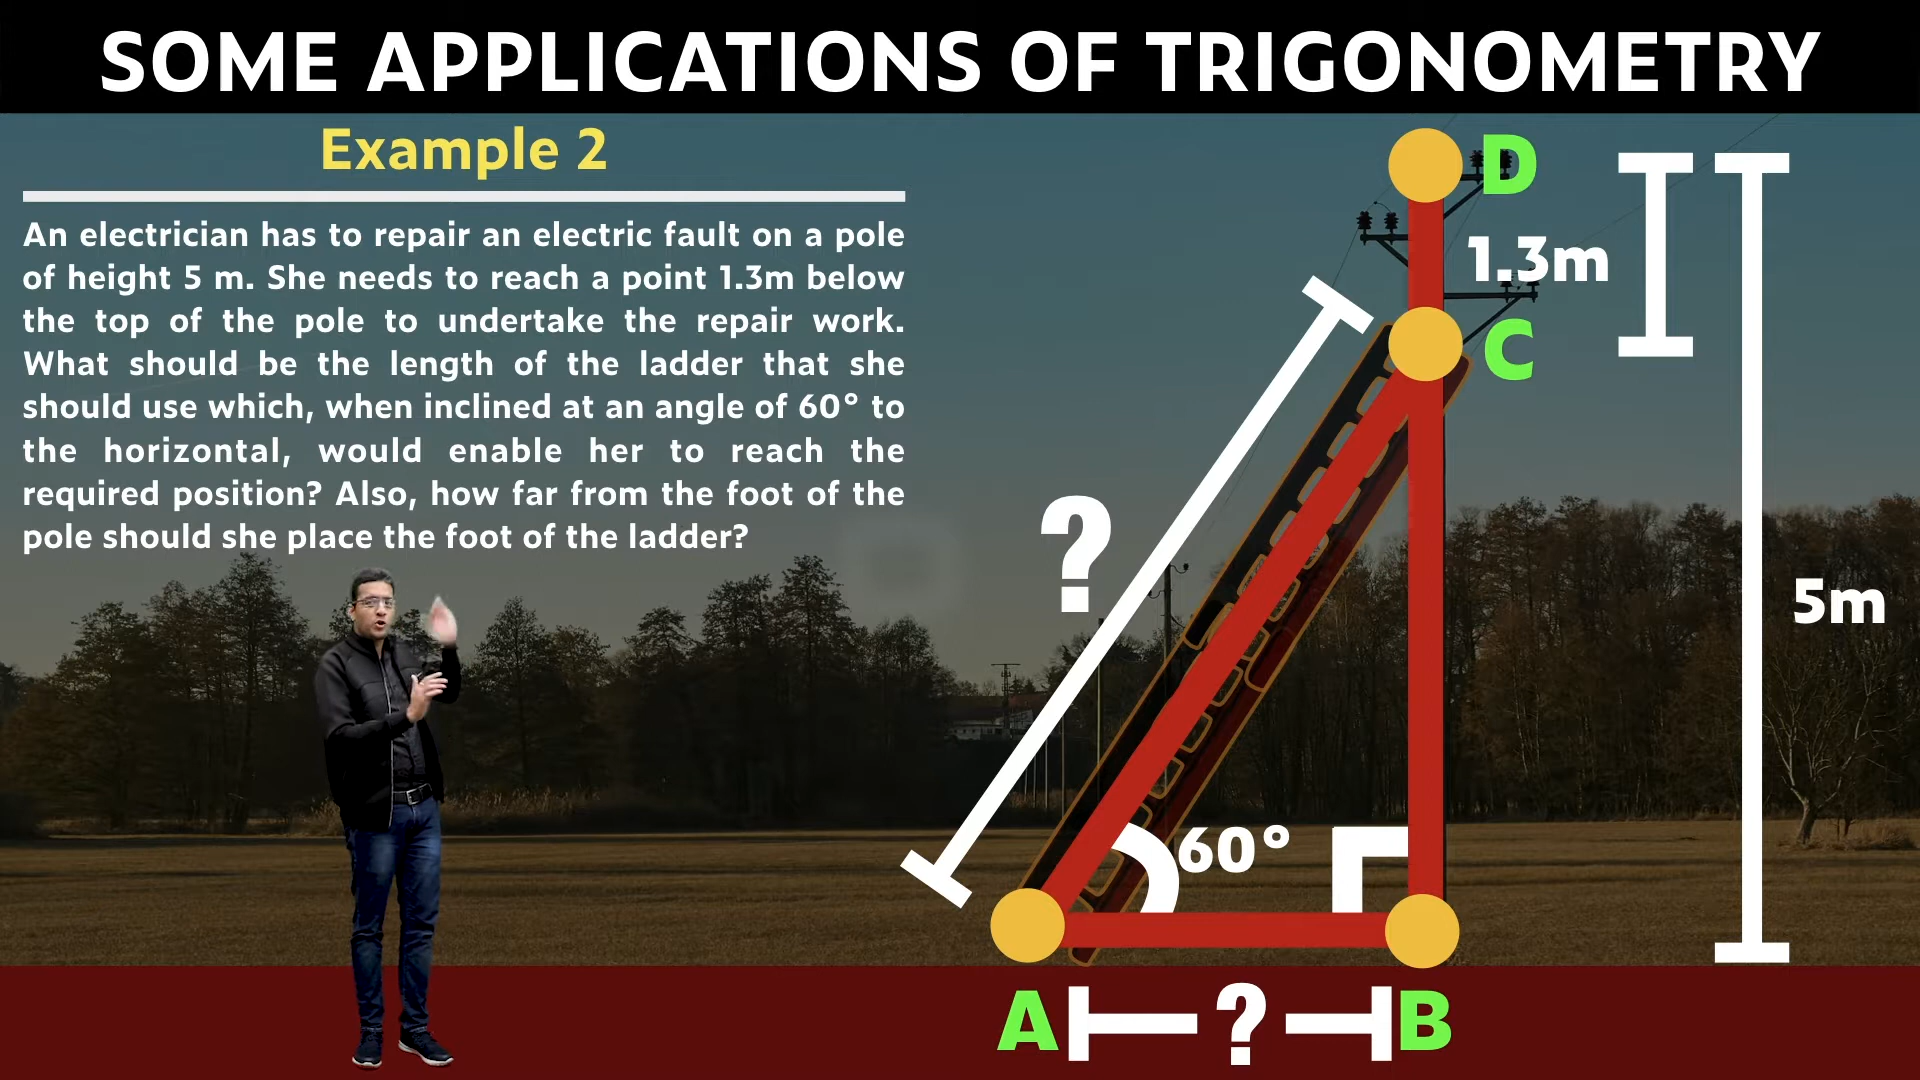 SOME APPLICATIONS OF TRIGONOMETRY
Example 2
An electrician has to repair an electric fault on a pole
of height 5 m. She needs to reach a point 1.3m below
the top of the pole to undertake the repair work.
What should be the length of the ladder that she
should use which, when inclined at an angle of 60° to
the horizontal, would enable her to reach the
required position? Also, how far from the foot of the
pole should she place the foot of the ladder?
D
1.3m
C
?
5m
60°
A
?
B